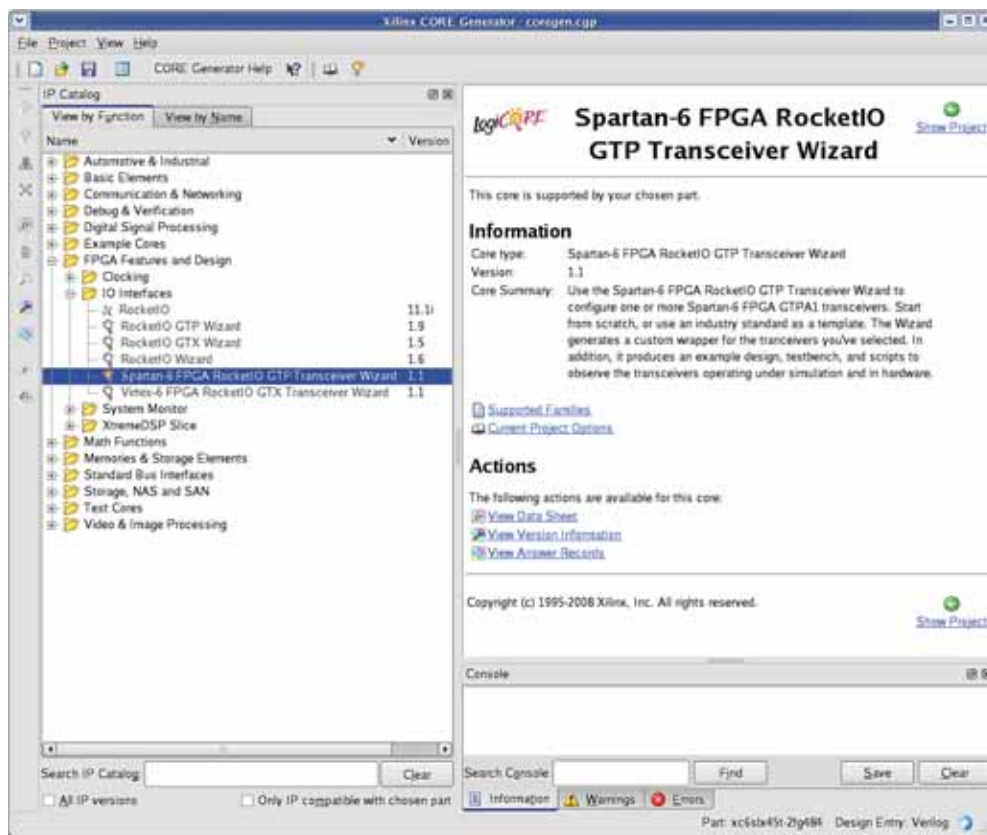 Xilinx CORE Generator - coregen.cgp
File Project View Help
CORE Generator Help
IP Catalog
View by Function View by Name
Name Version
Automotive & Industrial
Basic Elements
Communication & Networking
Debug & Verification
Digital Signal Processing
Example Cores
FPGA Features and Design
Clocking
IO Interfaces
RocketIO 11.1i
RocketIO GTP Wizard 1.9
RocketIO GTX Wizard 1.5
RocketIO Wizard 1.6
Spartan-6 FPGA RocketIO GTP Transceiver Wizard 1.1
Virtex-6 FPGA RocketIO GTX Transceiver Wizard 1.1
System Monitor
XtremeDSP Slice
Math Functions
Memories & Storage Elements
Standard Bus Interfaces
Storage, NAS and SAN
Test Cores
Video & Image Processing
Search IP Catalog: Clear
All IP versions Only IP compatible with chosen part
logiCORE
Spartan-6 FPGA RocketIO
GTP Transceiver Wizard
Show Project
This core is supported by your chosen part.
Information
Core type: Spartan-6 FPGA RocketIO GTP Transceiver Wizard
Version: 1.1
Core Summary: Use the Spartan-6 FPGA RocketIO GTP Transceiver Wizard to
configure one or more Spartan-6 FPGA GTPA1 transceivers. Start
from scratch, or use an industry standard as a template. The Wizard
generates a custom wrapper for the tranceivers you've selected. In
addition, it produces an example design, testbench, and scripts to
observe the transceivers operating under simulation and in hardware.
Supported Families
Current Project Options
Actions
The following actions are available for this core:
View Data Sheet
View Version Information
View Answer Records
Copyright (c) 1995-2008 Xilinx, Inc. All rights reserved.
Show Project
Console
Search Console Find Save Clear
Information Warnings Errors
Part: xc6slx45t-2fg484 Design Entry: Verilog